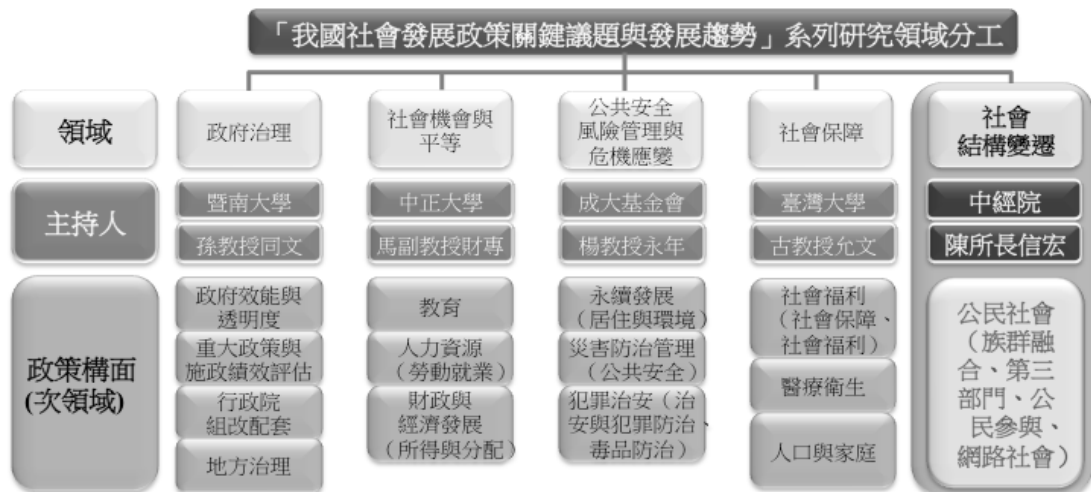 「我國社會發展政策關鍵議題與發展趨勢」系列研究領域分工
領域
政府治理
社會機會與
平等
公共安全
風險管理與
危機應變
社會保障
社會
結構變遷
主持人
暨南大學
中正大學
成大基金會
臺灣大學
中經院
孫教授同文
馬副教授財專
楊教授永年
古教授允文
陳所長信宏
政策構面
(次領域)
政府效能與
透明度
重大政策與
施政績效評估
行政院
組改配套
地方治理
教育
人力資源
(勞動就業)
財政與
經濟發展
(所得與分配)
永續發展
(居住與環境)
災害防治管理
(公共安全)
犯罪治安(治
安與犯罪防治、
毒品防治)
社會福利
(社會保障、
社會福利)
醫療衛生
人口與家庭
公民社會
(族群融
合、第三
部門、公
民參與、
網路社會)